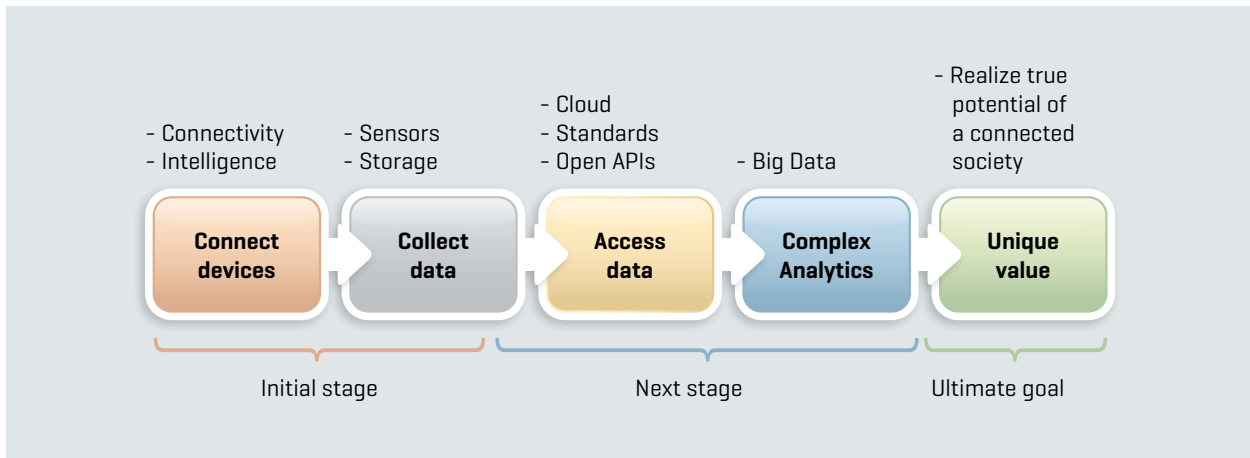 - Connectivity
- Intelligence
- Sensors
- Storage
- Cloud
- Standards
- Open APIs
- Big Data
- Realize true
potential of
a connected
society
Connect
devices
Collect
data
Access
data
Complex
Analytics
Unique
value
Initial stage
Next stage
Ultimate goal